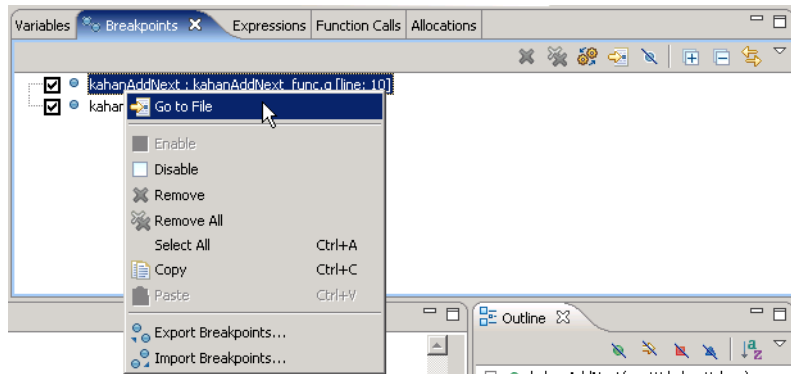 Variables Breakpoints Expressions Function Calls Allocations
kahanAddNext : kahanAddNext_func.q [line: 10]
kahan
Go to File
Enable
Disable
Remove
Remove All
Select All Ctrl+A
Copy Ctrl+C
Paste Ctrl+V
Export Breakpoints...
Import Breakpoints...
Outline